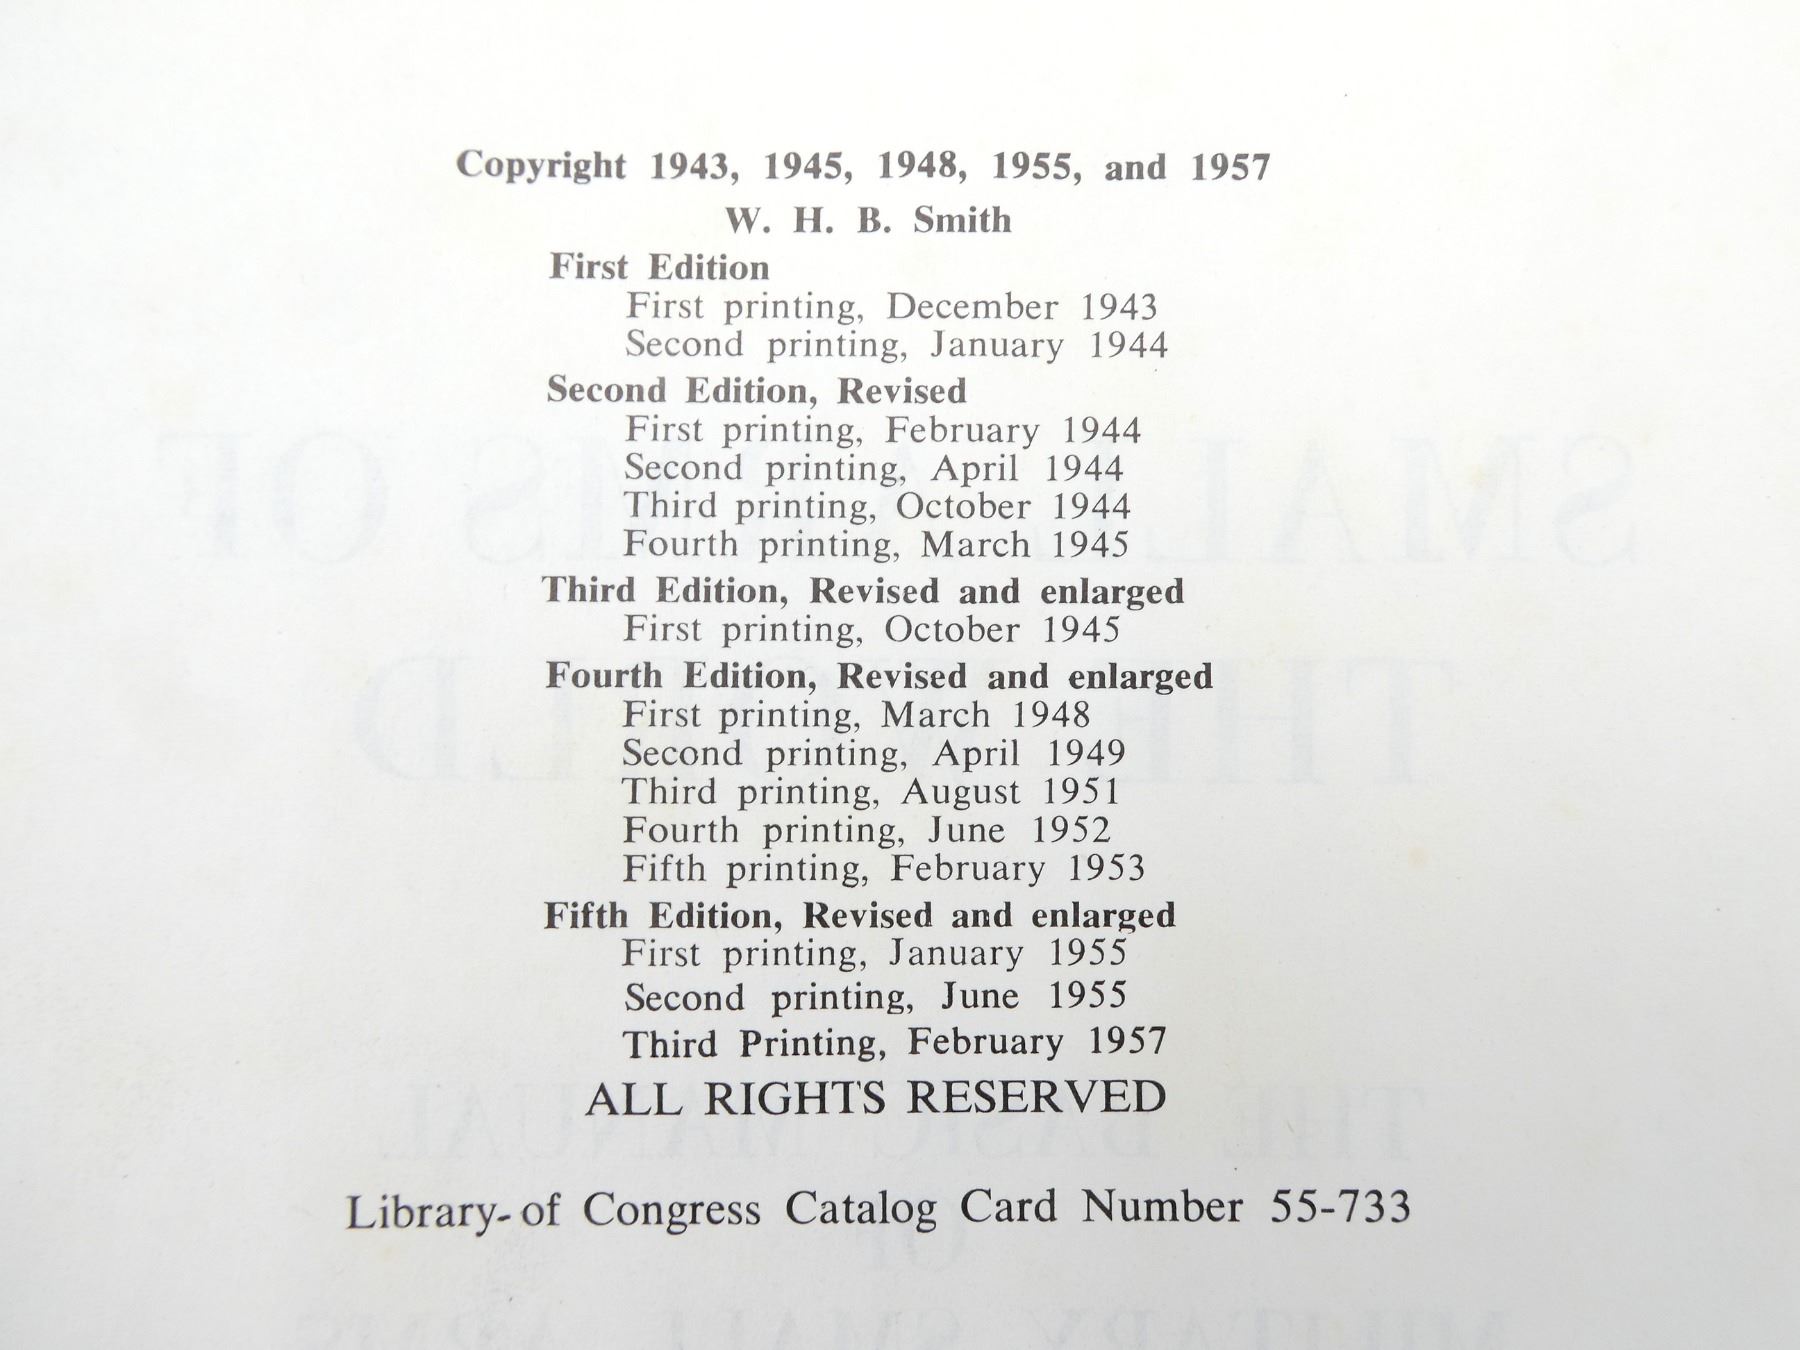 Copyright 1943, 1945, 1948, 1955, and 1957
W. H. B. Smith
First Edition
First printing, December 1943
Second printing, January 1944
Second Edition, Revised
First printing, February 1944
Second printing, April 1944
Third printing, October 1944
Fourth printing, March 1945
Third Edition, Revised and enlarged
First printing, October 1945
Fourth Edition, Revised and enlarged
First printing, March 1948
Second printing, April 1949
Third printing, August 1951
Fourth printing, June 1952
Fifth printing, February 1953
Fifth Edition, Revised and enlarged
First printing, January 1955
Second printing, June 1955
Third Printing, February 1957
ALL RIGHTS RESERVED
Library-of Congress Catalog Card Number 55-733